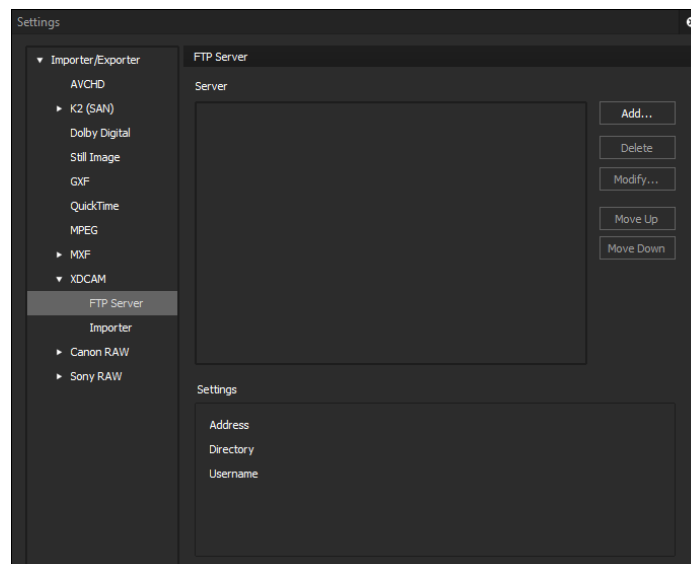 Settings
Importer/Exporter
AVCHD
K2 (SAN)
Dolby Digital
Still Image
GXF
QuickTime
MPEG
MXF
XDCAM
FTP Server
Importer
Canon RAW
Sony RAW
FTP Server
Server
Add...
Delete
Modify...
Move Up
Move Down
Settings
Address
Directory
Username